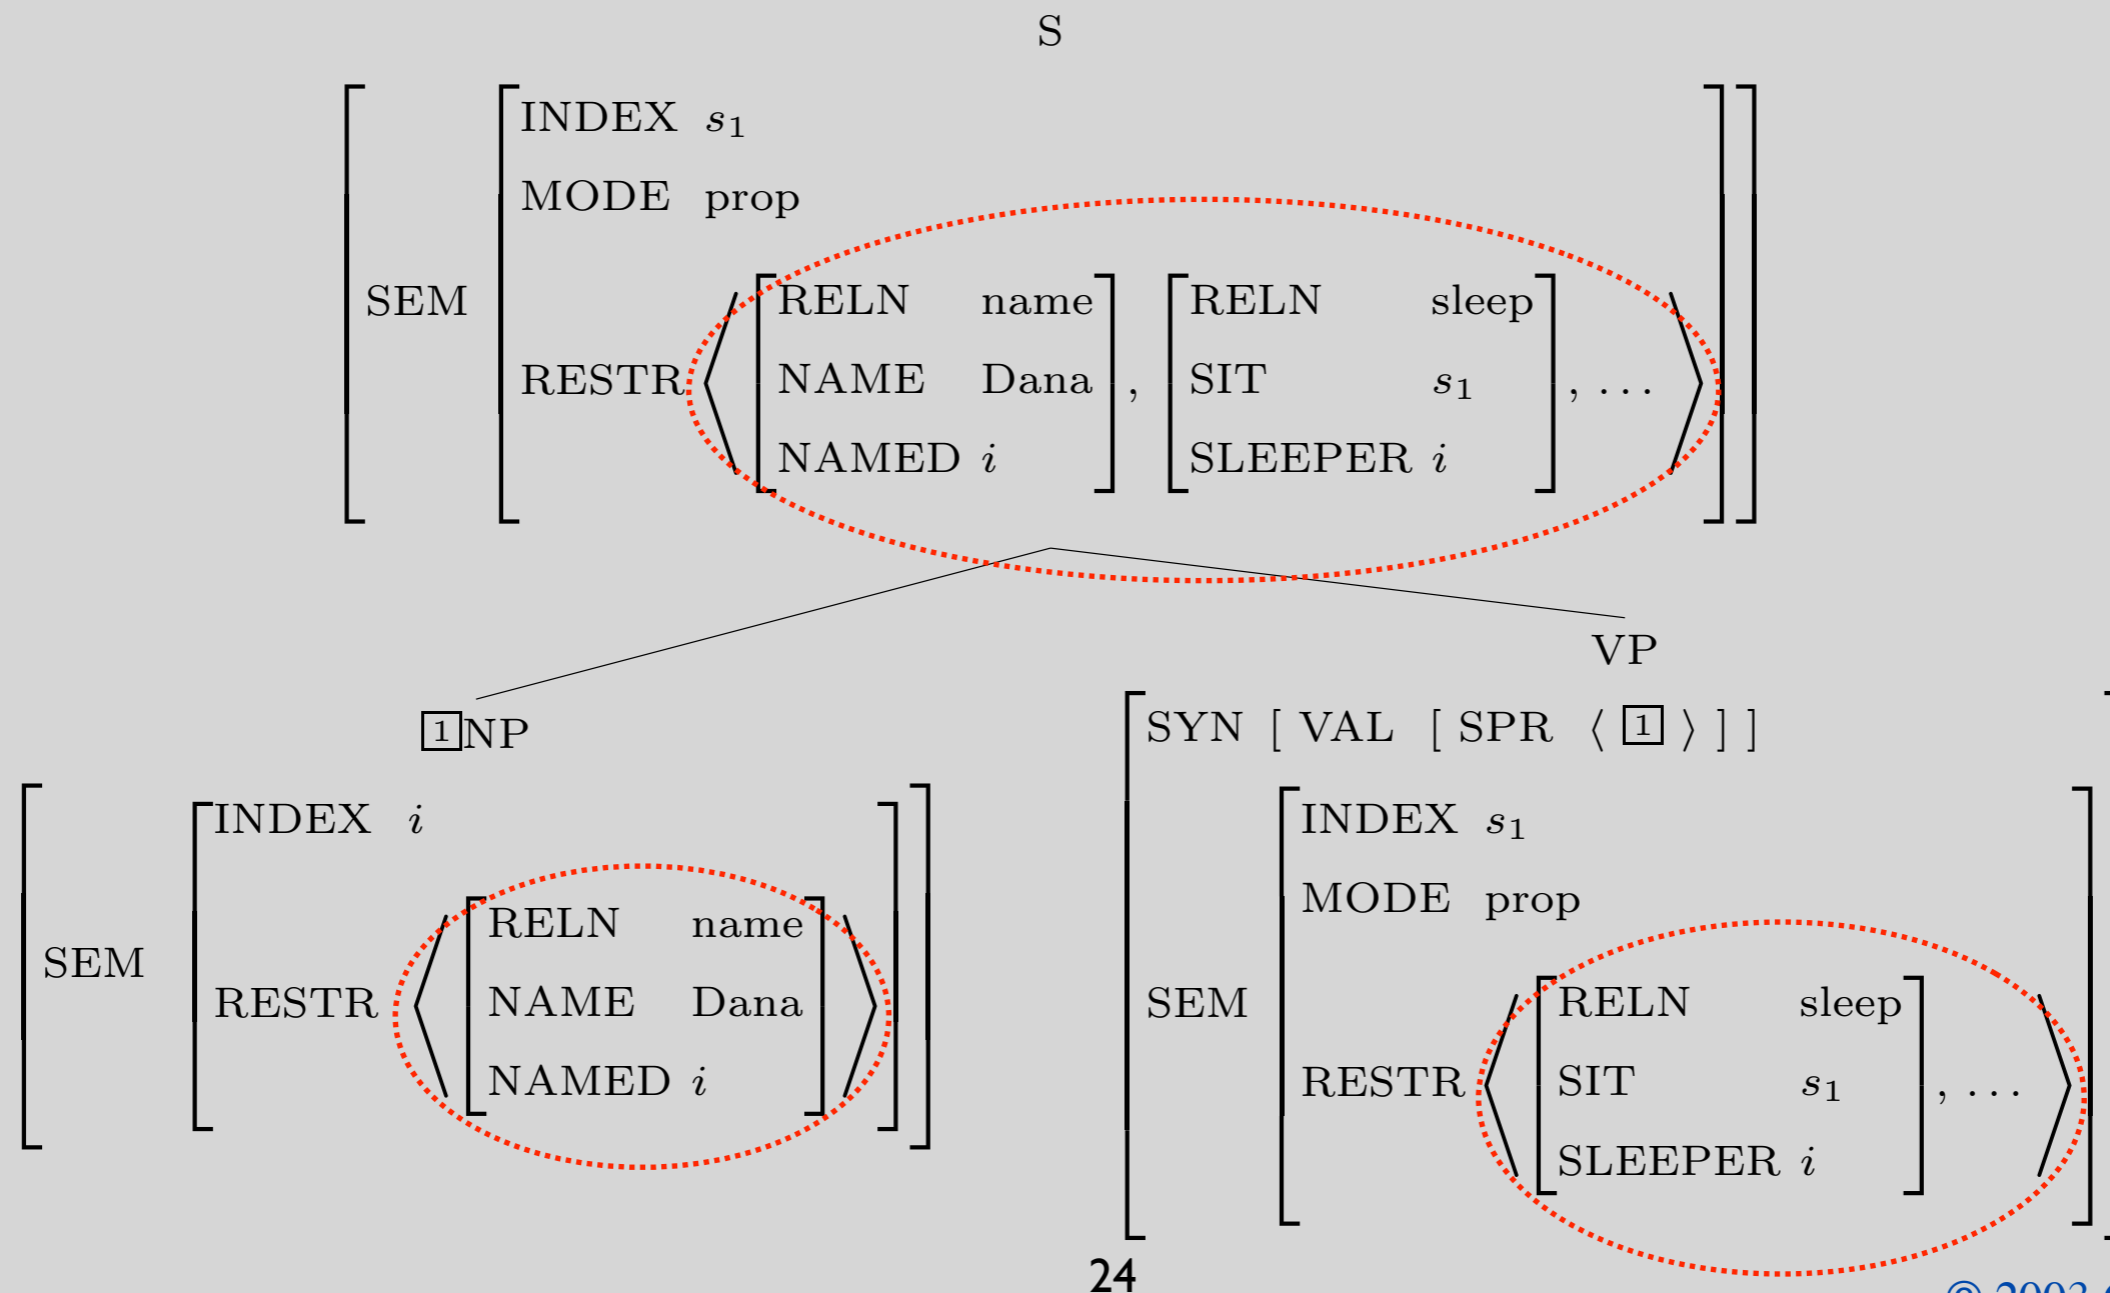 S
INDEX s₁
MODE prop
RELN name RELN sleep
SEM
RESTR ⟨ NAME Dana , SIT s₁ , ... ⟩
NAMED i SLEEPER i
VP
1 NP
SYN [ VAL [ SPR ⟨ 1 ⟩ ] ]
INDEX i
RELN name
SEM
RESTR ⟨ NAME Dana ⟩
NAMED i
INDEX s₁
MODE prop
RELN sleep
SEM
RESTR ⟨ SIT s₁ , ... ⟩
SLEEPER i
24
© 2003